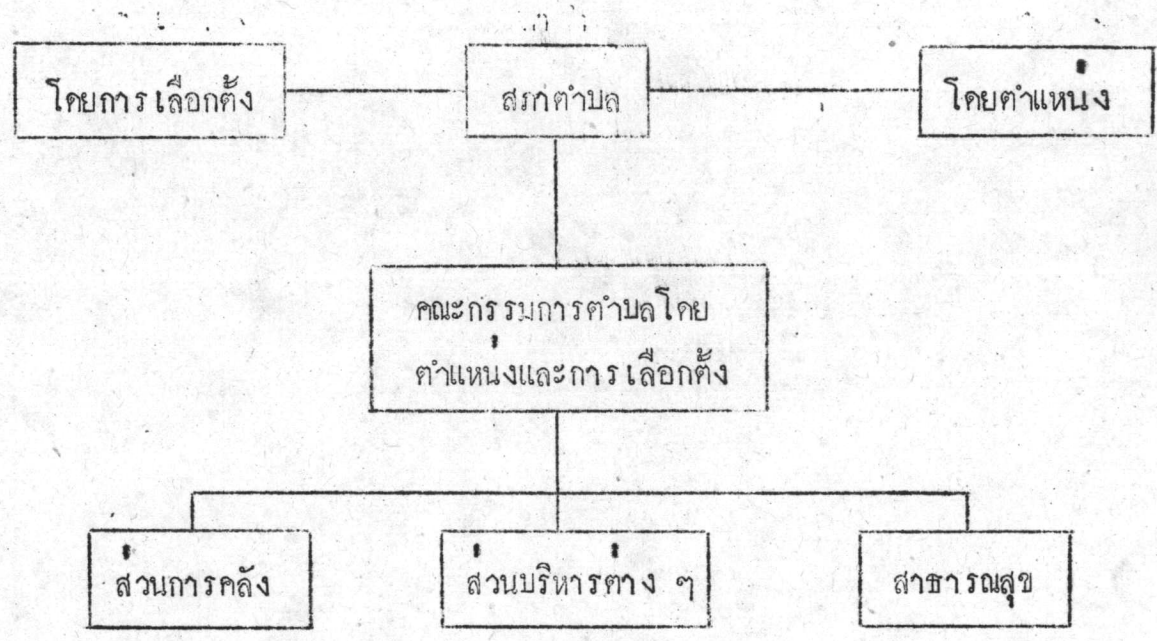 โดยการเลือกตั้ง
สภาตำบล
โดยตำแหน่ง
คณะกรรมการตำบลโดย
ตำแหน่งและการเลือกตั้ง
ส่วนการคลัง
ส่วนบริหารต่าง ๆ
สาธารณสุข